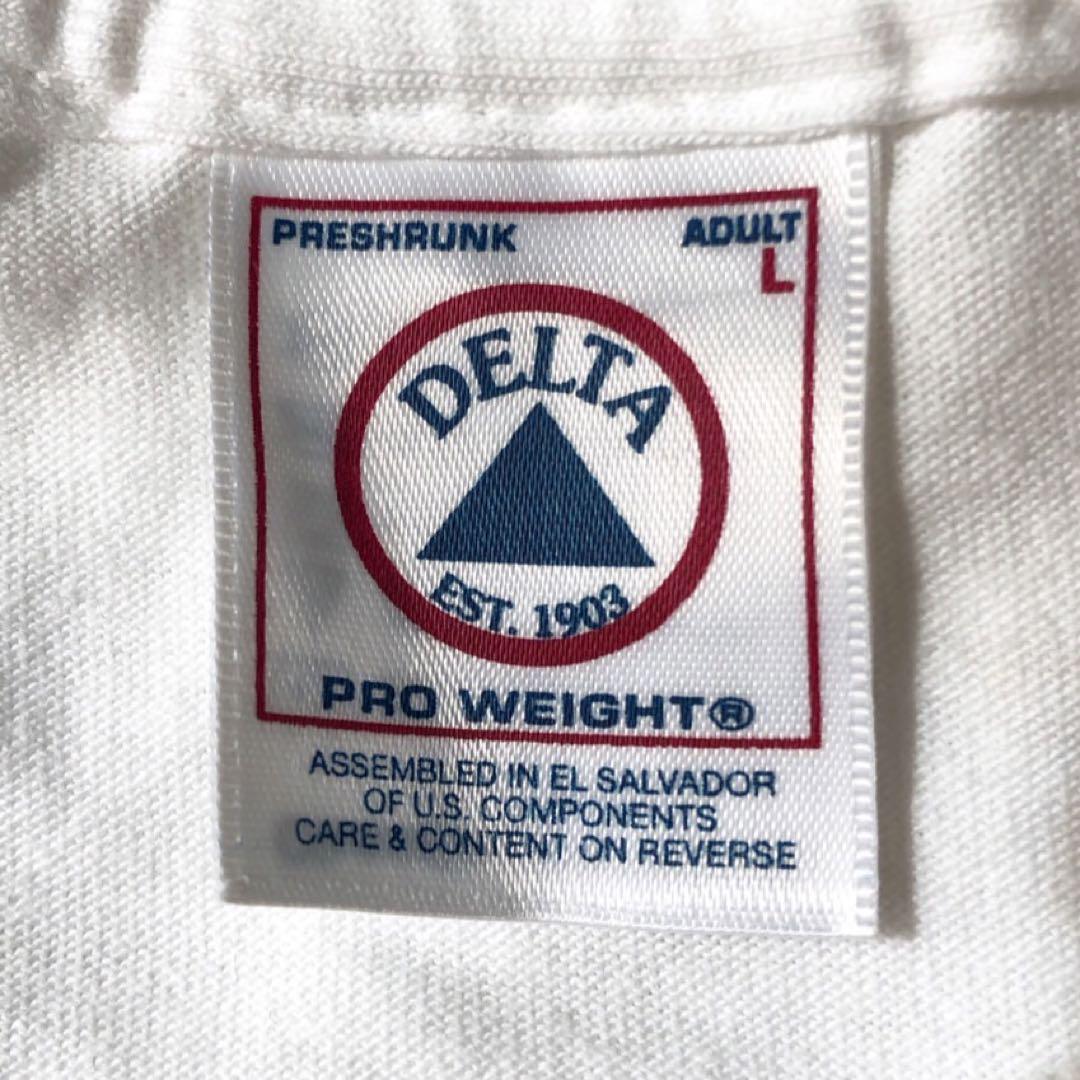 PRESHRUNK ADULT
L
DELTA
EST. 1903
PRO WEIGHT®
ASSEMBLED IN EL SALVADOR
OF U.S. COMPONENTS
CARE & CONTENT ON REVERSE